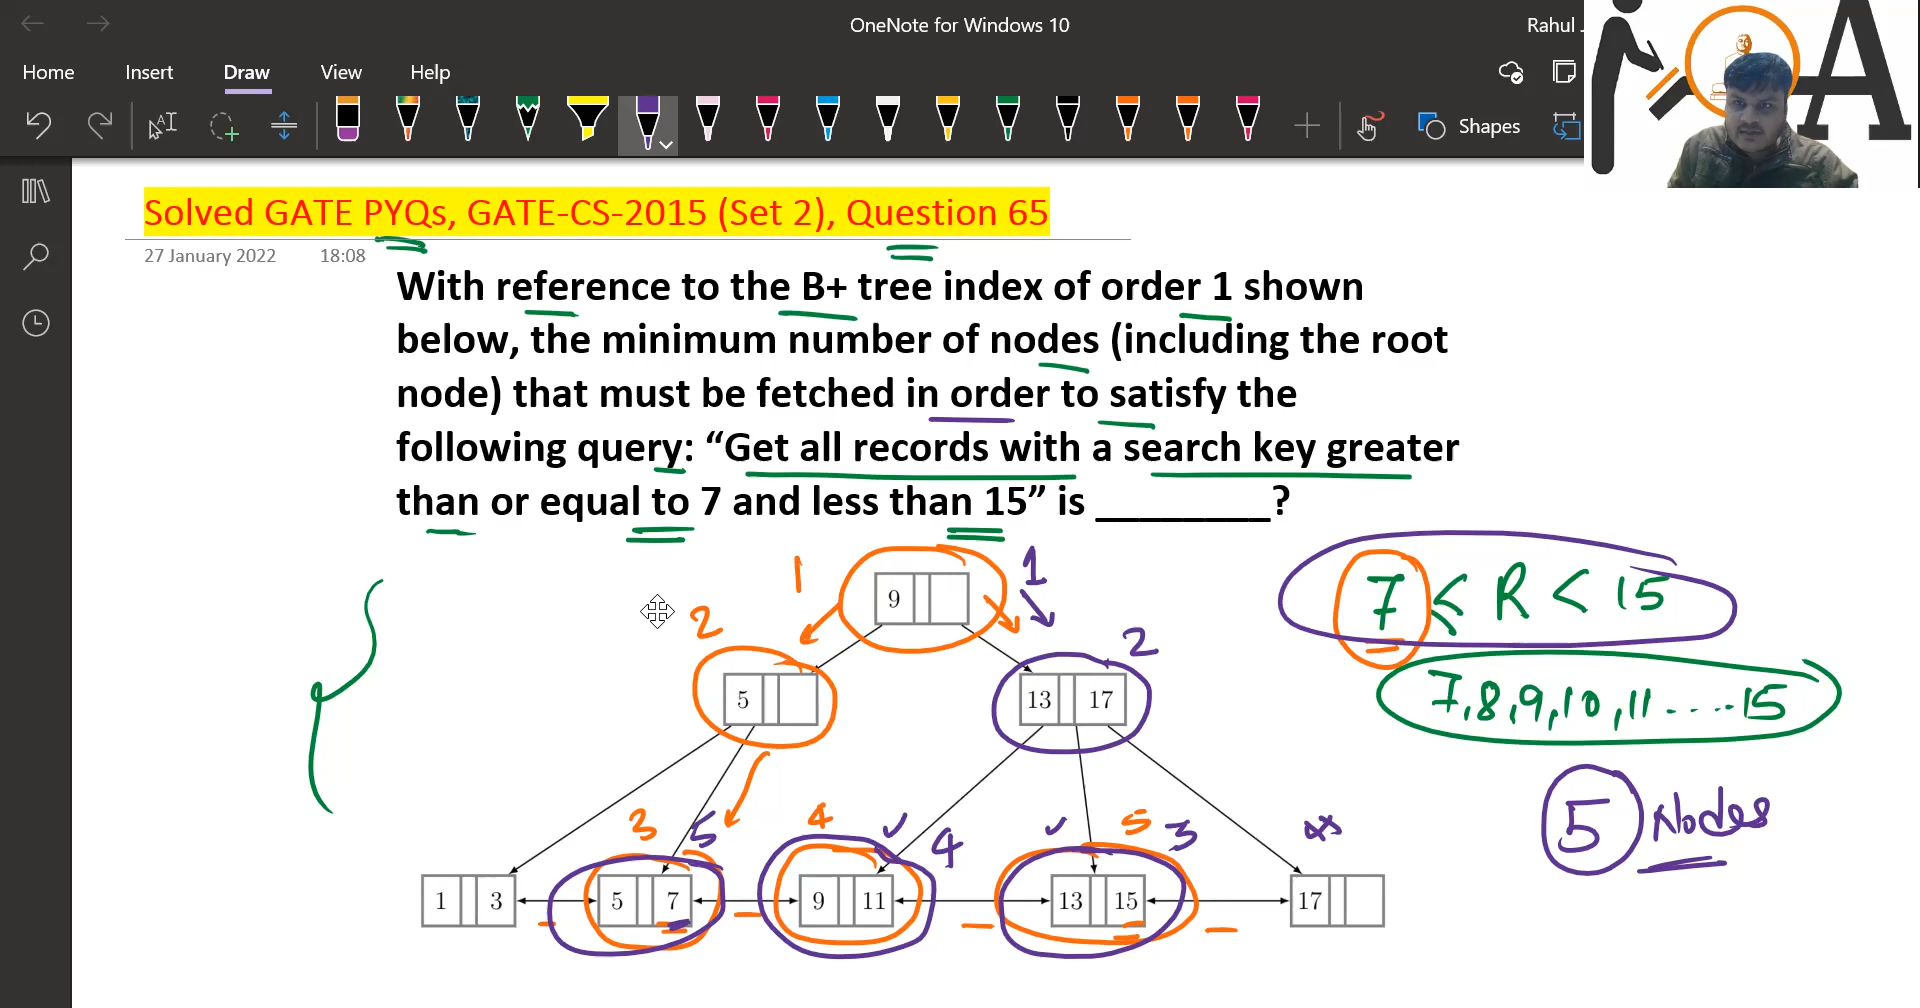 OneNote for Windows 10
Rahul J
Home Insert Draw View Help
Shapes
A
Solved GATE PYQs, GATE-CS-2015 (Set 2), Question 65
27 January 2022 18:08
With reference to the B+ tree index of order 1 shown
below, the minimum number of nodes (including the root
node) that must be fetched in order to satisfy the
following query: “Get all records with a search key greater
than or equal to 7 and less than 15” is ________?
1 9 1
7 ≤ R < 15
2 2
5 13 17
7,8,9,10,11....15
5 Nodes
3 5 4 4 5 3
1 3 5 7 9 11 13 15 17